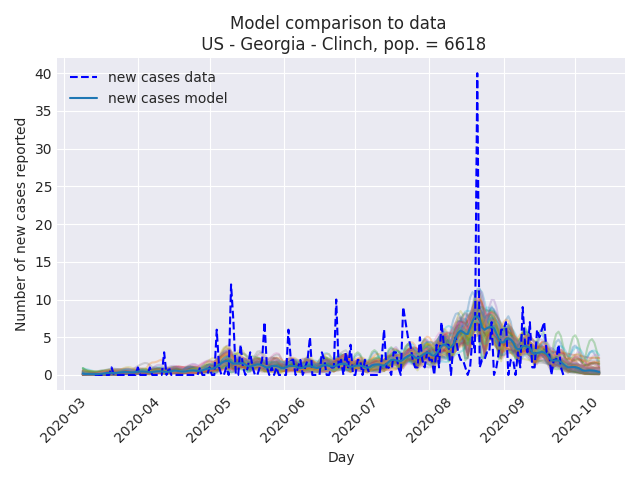 Model comparison to data
US - Georgia - Clinch, pop. = 6618
new cases data
new cases model
Number of new cases reported
40
35
30
25
20
15
10
5
0
2020-03
2020-04
2020-05
2020-06
2020-07
2020-08
2020-09
2020-10
Day